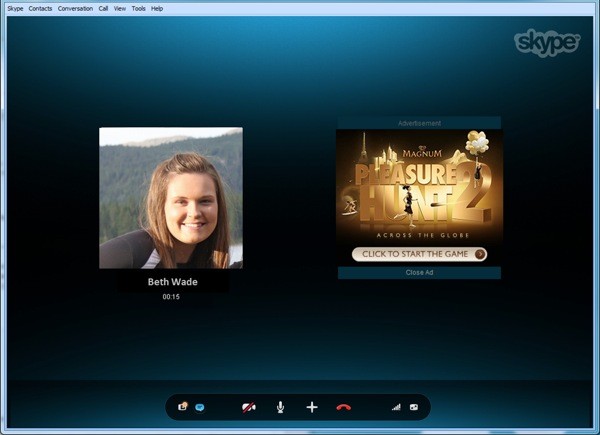 Skype Contacts Conversation Call View Tools Help
skype
Advertisement
MAGNUM
PLEASURE
HUNT 2
ACROSS THE GLOBE
CLICK TO START THE GAME
Close Ad
Beth Wade
00:15